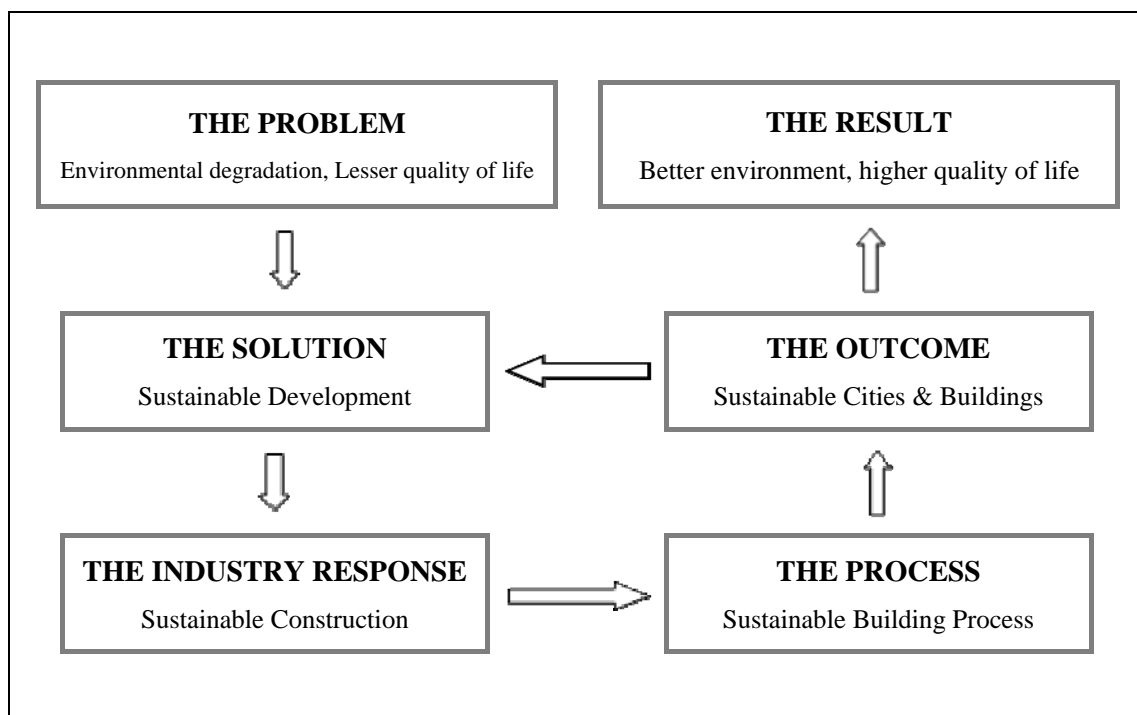 THE PROBLEM
Environmental degradation, Lesser quality of life
THE RESULT
Better environment, higher quality of life
THE SOLUTION
Sustainable Development
THE OUTCOME
Sustainable Cities & Buildings
THE INDUSTRY RESPONSE
Sustainable Construction
THE PROCESS
Sustainable Building Process